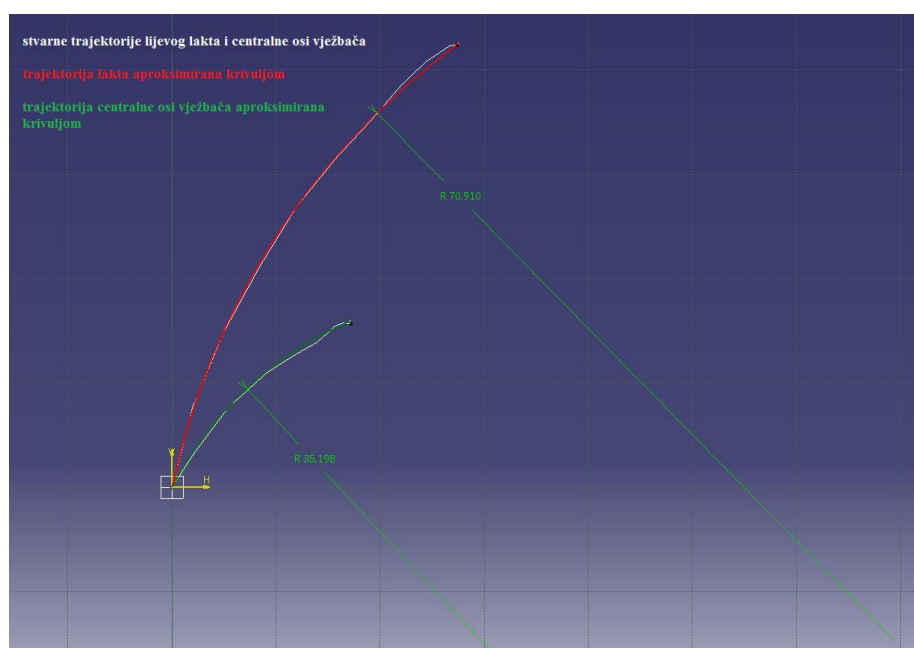 stvarne trajektorije lijevog lakta i centralne osi vježbača
trajektorija lakta aproksimirana krivuljom
trajektorija centralne osi vježbača aproksimirana
krivuljom
R 70.910
R 35.198
V
H